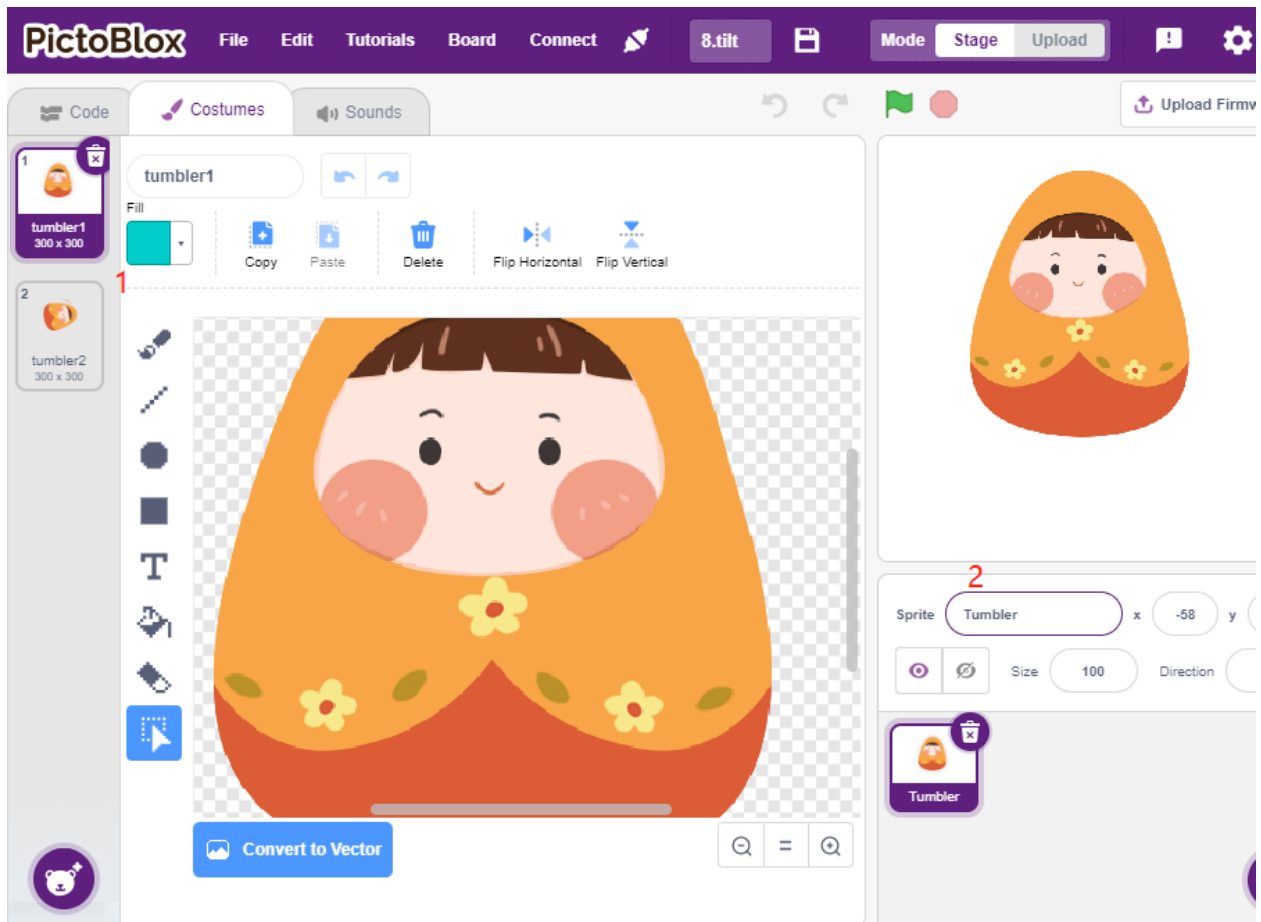 PictoBlox File Edit Tutorials Board Connect 8.tilt Mode Stage Upload
Code Costumes Sounds Upload Firmw
1
tumbler1
300 x 300
tumbler1
Fill
Copy Paste Delete Flip Horizontal Flip Vertical
1
2
tumbler2
300 x 300
T
Convert to Vector
2
Sprite Tumbler x -58 y
Size 100 Direction
Tumbler